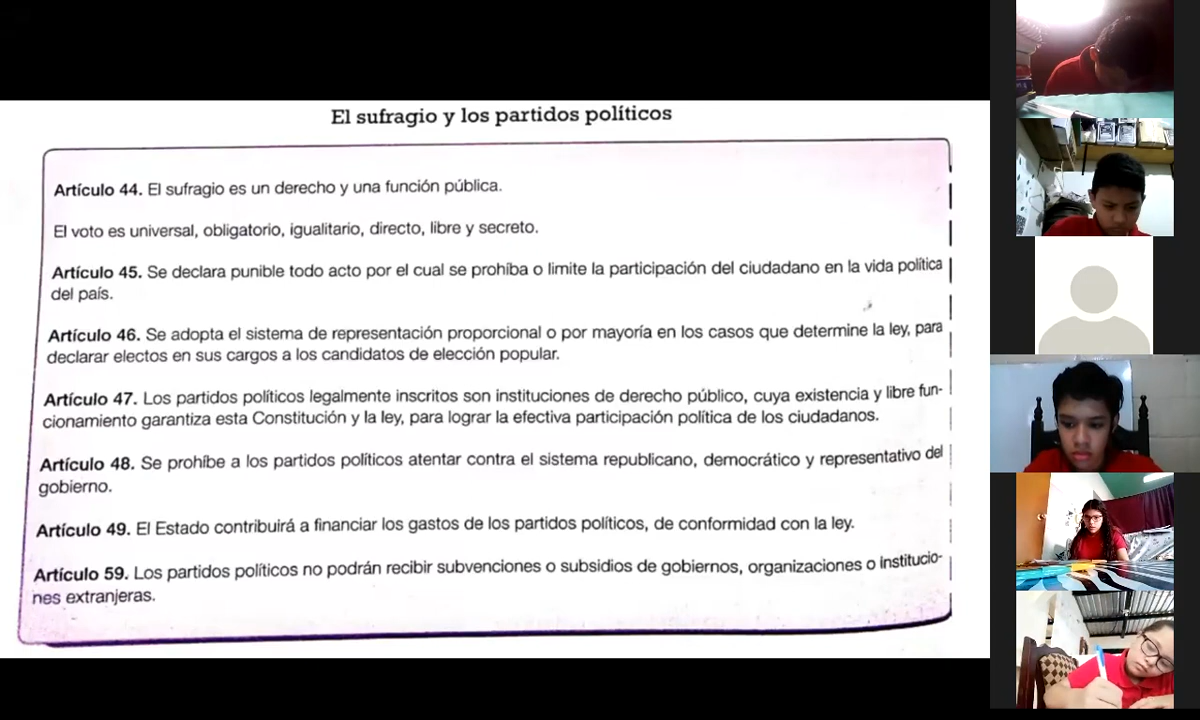 El sufragio y los partidos políticos
Artículo 44. El sufragio es un derecho y una función pública.
El voto es universal, obligatorio, igualitario, directo, libre y secreto.
Artículo 45. Se declara punible todo acto por el cual se prohíba o limite la participación del ciudadano en la vida política
del país.
Artículo 46. Se adopta el sistema de representación proporcional o por mayoría en los casos que determine la ley, para
declarar electos en sus cargos a los candidatos de elección popular.
Artículo 47. Los partidos políticos legalmente inscritos son instituciones de derecho público, cuya existencia y libre fun-
cionamiento garantiza esta Constitución y la ley, para lograr la efectiva participación política de los ciudadanos.
Artículo 48. Se prohíbe a los partidos políticos atentar contra el sistema republicano, democrático y representativo del
gobierno.
Artículo 49. El Estado contribuirá a financiar los gastos de los partidos políticos, de conformidad con la ley.
Artículo 59. Los partidos políticos no podrán recibir subvenciones o subsidios de gobiernos, organizaciones o institucio-
nes extranjeras.